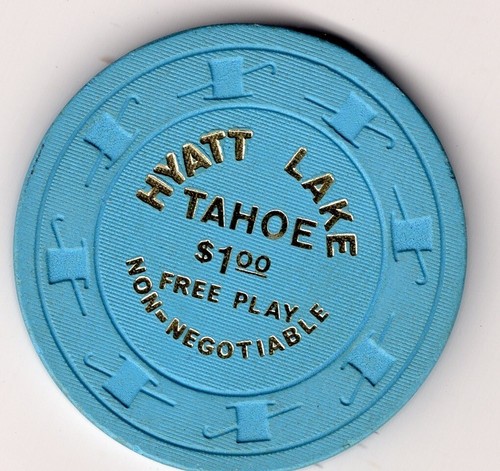 HYATT LAKE
TAHOE
$1.00
FREE PLAY
NON-NEGOTIABLE